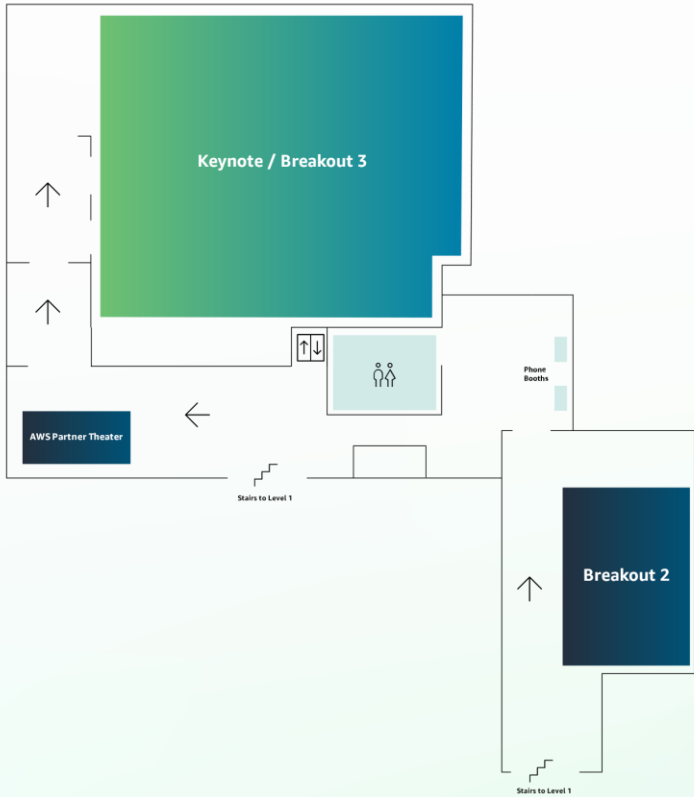 Keynote / Breakout 3
Phone
Booths
AWS Partner Theater
Stairs to Level 1
Breakout 2
Stairs to Level 1